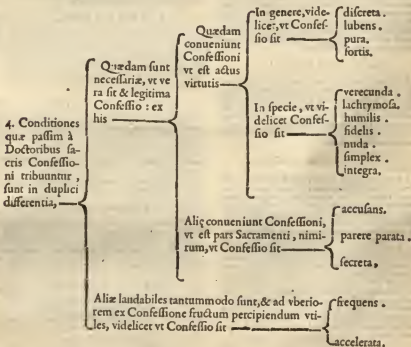 4. Conditiones
quæ paſsim à
Doctoribus ſa-
cris Confeſsio-
ni tribuuntur,
ſunt in duplici
differentia,
Quædam ſunt
neceſſariæ, vt ve
ra ſit & legitima
Confeſsio : ex
his
Quædam
conueniunt
Confeſsioni
vt eſt actus
virtutis
In genere, vide-
licet, vt Confeſ-
ſio ſit
diſcreta.
lubens.
pura.
fortis.
In ſpecie, vt vi-
delicet Confeſ-
ſio ſit
verecunda.
lachrymoſa.
humilis.
fidelis.
nuda.
ſimplex.
integra.
Aliç conueniunt Confeſsioni,
vt eſt pars Sacramenti, nimi-
rum, vt Confeſsio ſit
accuſans.
parere parata.
ſecreta,
Aliæ laudabiles tantummodo ſunt, & ad vberio-
rem ex Confeſsione fructum percipiendum vti-
les, videlicet vt Confeſsio ſit
frequens.
accelerata.